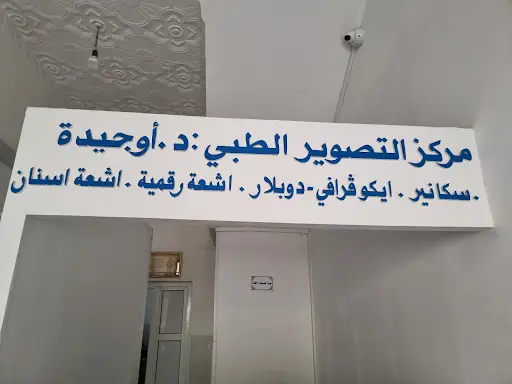 مركز التصوير الطبي :د.أوجيدة
.سكانير . ايكوڤرافي-دوبلار . اشعة رقمية . اشعة اسنان